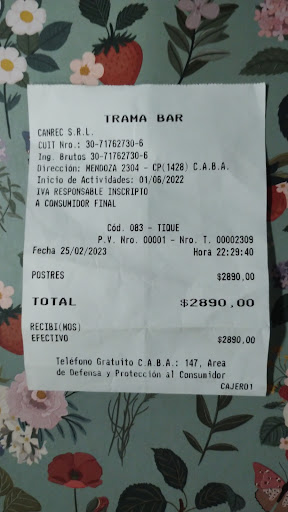 TRAMA BAR
CANREC S.R.L.
CUIT Nro.: 30-71762730-6
Ing. Brutos 30-71762730-6
Dirección: MENDOZA 2304 - CP(1428) C.A.B.A.
Inicio de Actividades: 01/06/2022
IVA RESPONSABLE INSCRIPTO
A CONSUMIDOR FINAL
Cód. 083 - TIQUE
P.V. Nro. 00001 - Nro. T. 00002309
Fecha 25/02/2023 Hora 22:29:40
POSTRES $2890,00
TOTAL $2890,00
RECIBI(MOS)
EFECTIVO $2890,00
Teléfono Gratuito C.A.B.A.: 147, Area
de Defensa y Protección al Consumidor
CAJERO1